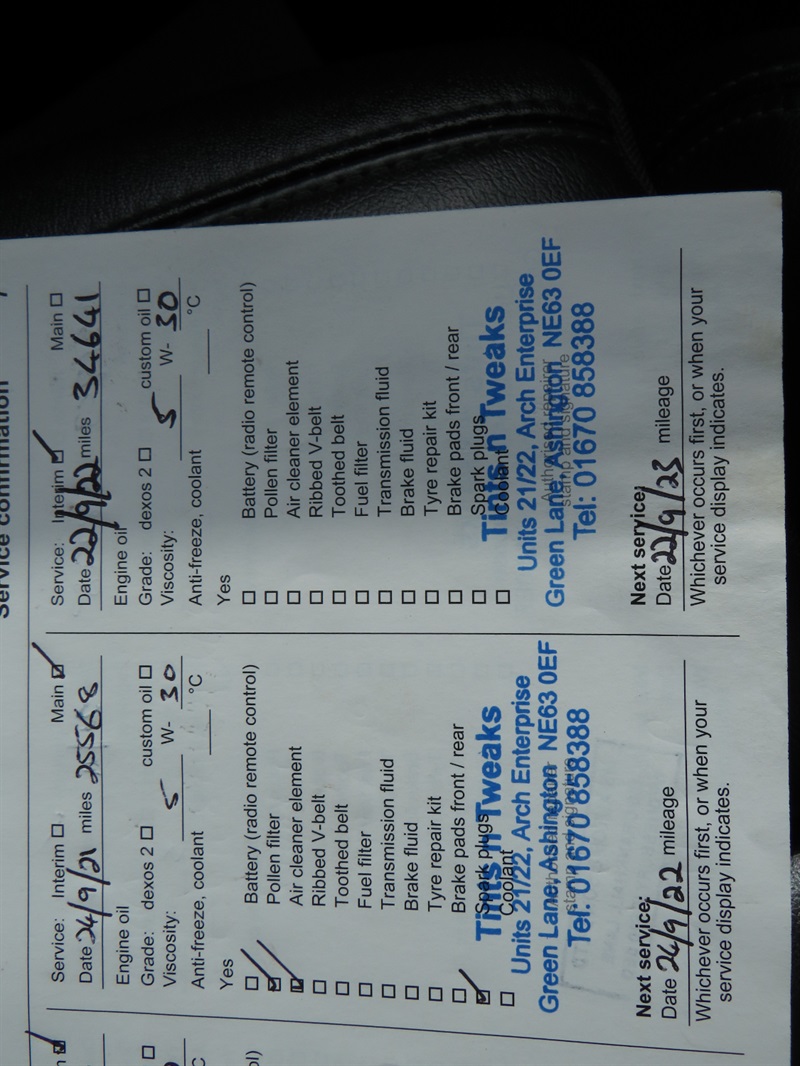 Service confirmation
Service: Interim ☐ Main ☑
Date 24/9/21 miles 25568
Engine oil
Grade: dexos 2 ☐ custom oil ☐
Viscosity: 5 W- 30
Anti-freeze, coolant °C
Yes
☐ Battery (radio remote control)
☑ Pollen filter
☑ Air cleaner element
☐ Ribbed V-belt
☐ Toothed belt
☐ Fuel filter
☐ Transmission fluid
☐ Brake fluid
☐ Tyre repair kit
☐ Brake pads front / rear
☑ Spark plugs
☐ Coolant
Tints n Tweaks
Units 21/22, Arch Enterprise
Green Lane, Ashington NE63 0EF
stamp and signature
Tel: 01670 858388
Next service:
Date 24/9/22 mileage
Whichever occurs first, or when your
service display indicates.
Service: Interim ☑ Main ☐
Date 22/9/22 miles 34641
Engine oil
Grade: dexos 2 ☐ custom oil ☐
Viscosity: 5 W- 30
Anti-freeze, coolant °C
Yes
☐ Battery (radio remote control)
☐ Pollen filter
☐ Air cleaner element
☐ Ribbed V-belt
☐ Toothed belt
☐ Fuel filter
☐ Transmission fluid
☐ Brake fluid
☐ Tyre repair kit
☐ Brake pads front / rear
☐ Spark plugs
☐ Coolant
Tints n Tweaks
Units 21/22, Arch Enterprise
Authorised repairer
Green Lane, Ashington NE63 0EF
stamp and signature
Tel: 01670 858388
Next service:
Date 22/9/23 mileage
Whichever occurs first, or when your
service display indicates.